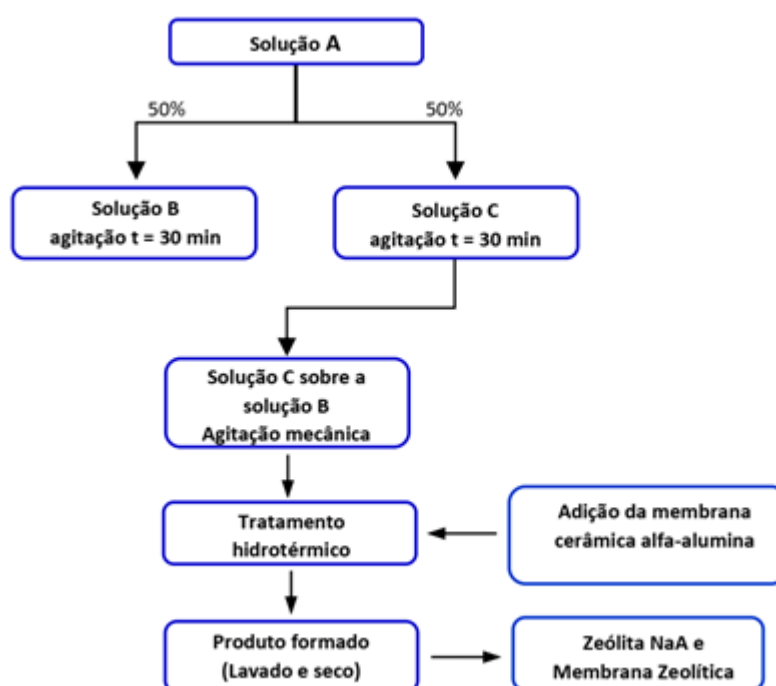 Solução A
50%
50%
Solução B
agitação t = 30 min
Solução C
agitação t = 30 min
Solução C sobre a
solução B
Agitação mecânica
Tratamento
hidrotérmico
Adição da membrana
cerâmica alfa-alumina
Produto formado
(Lavado e seco)
Zeólita NaA e
Membrana Zeolítica